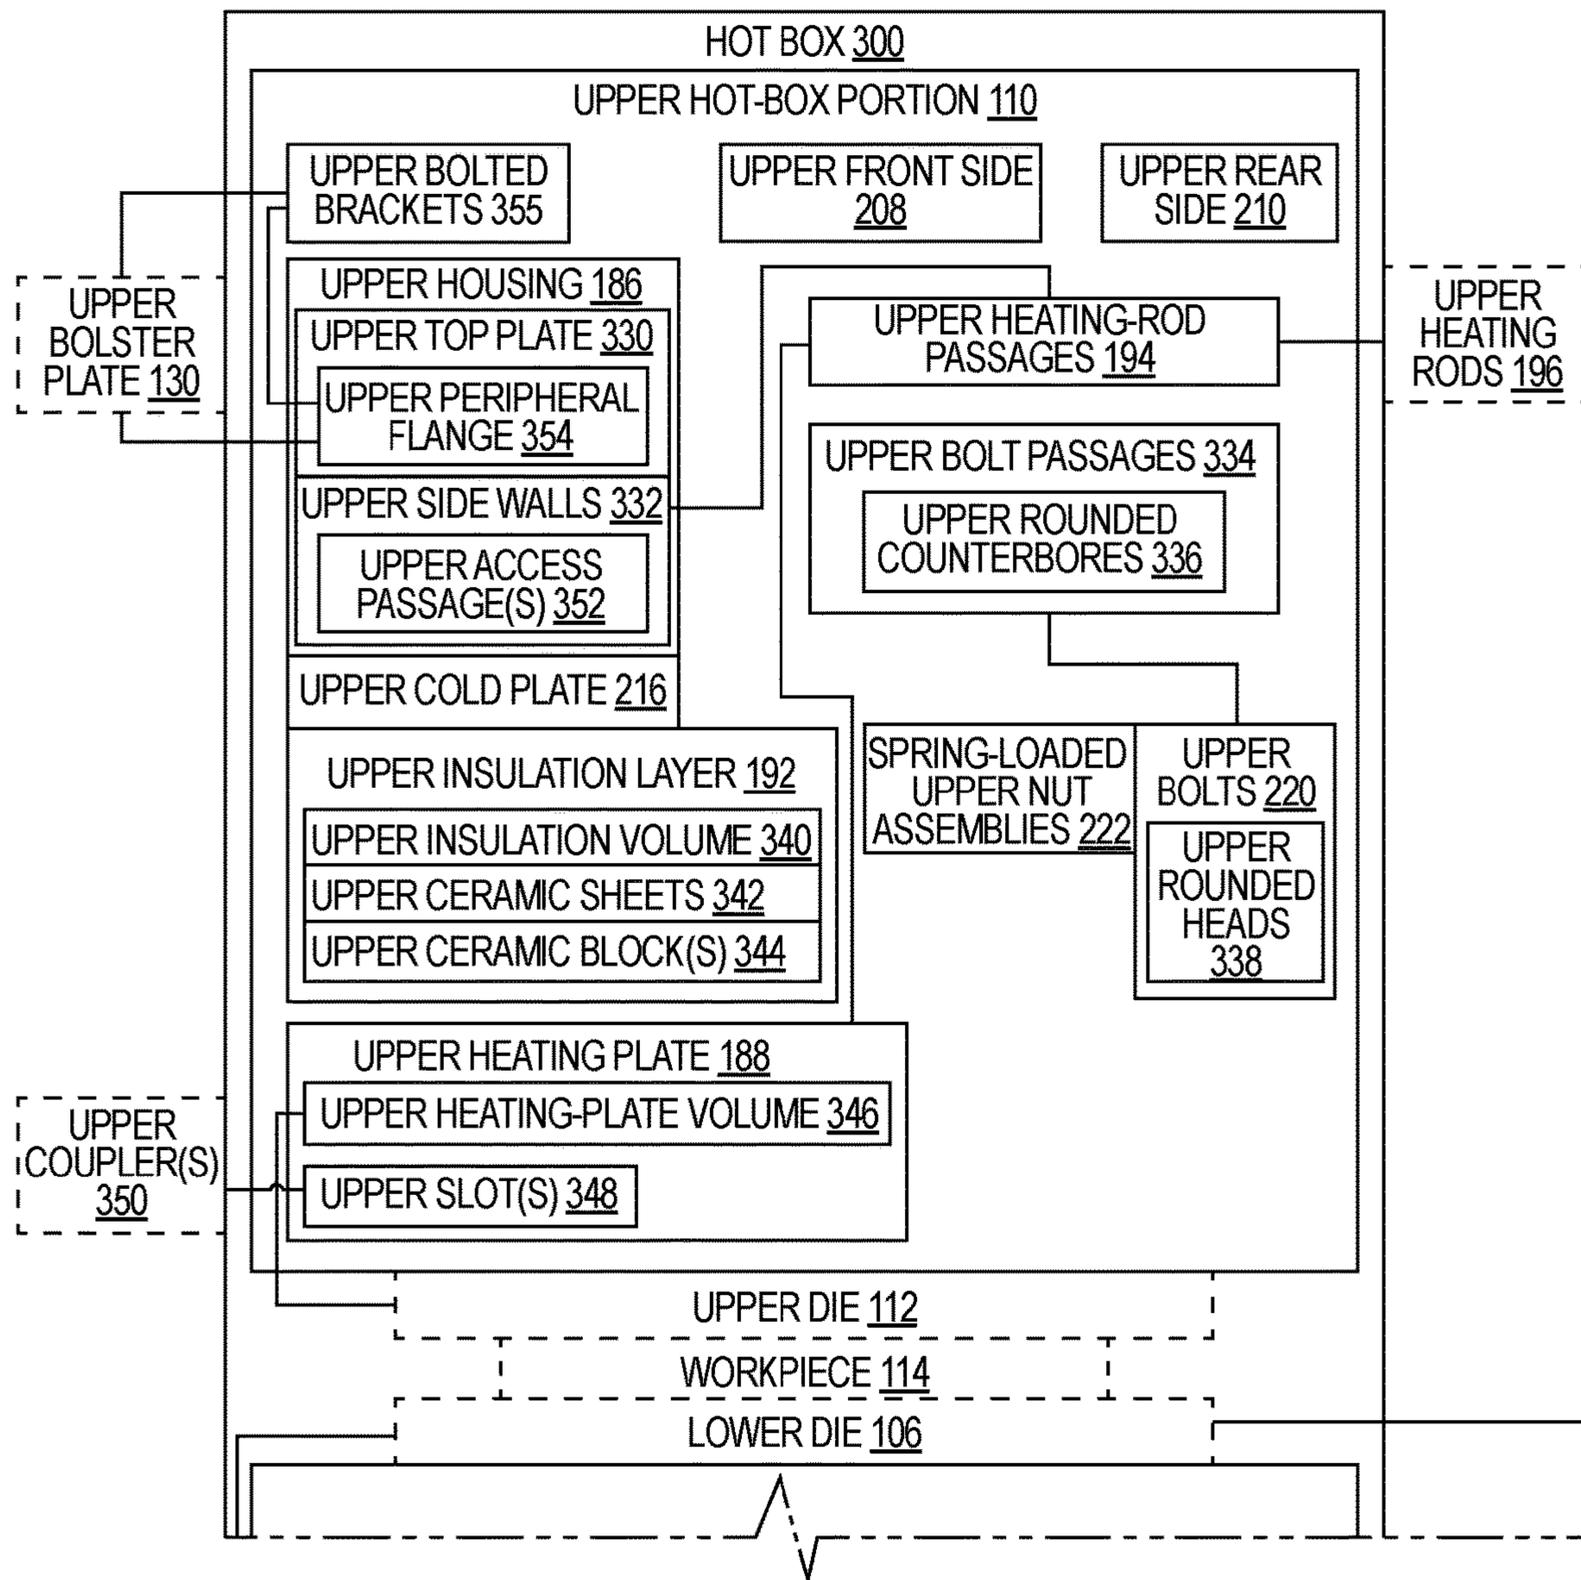 HOT BOX 300
UPPER HOT-BOX PORTION 110
UPPER BOLTED
BRACKETS 355
UPPER FRONT SIDE
208
UPPER REAR
SIDE 210
UPPER
BOLSTER
PLATE 130
UPPER HOUSING 186
UPPER TOP PLATE 330
UPPER PERIPHERAL
FLANGE 354
UPPER SIDE WALLS 332
UPPER ACCESS
PASSAGE(S) 352
UPPER COLD PLATE 216
UPPER HEATING-ROD
PASSAGES 194
UPPER
HEATING
RODS 196
UPPER BOLT PASSAGES 334
UPPER ROUNDED
COUNTERBORES 336
SPRING-LOADED
UPPER NUT
ASSEMBLIES 222
UPPER
BOLTS 220
UPPER
ROUNDED
HEADS
338
UPPER INSULATION LAYER 192
UPPER INSULATION VOLUME 340
UPPER CERAMIC SHEETS 342
UPPER CERAMIC BLOCK(S) 344
UPPER HEATING PLATE 188
UPPER HEATING-PLATE VOLUME 346
UPPER SLOT(S) 348
UPPER
COUPLER(S)
350
UPPER DIE 112
WORKPIECE 114
LOWER DIE 106